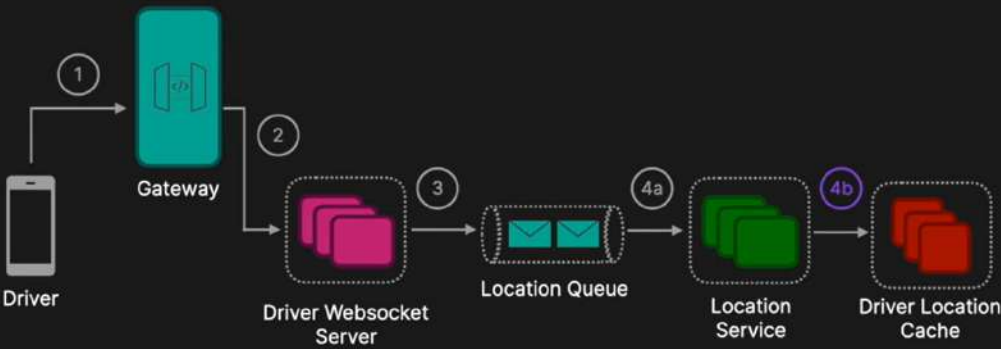 1
</>
Gateway
2
Driver
3
Driver Websocket
Server
Location Queue
4a
Location
Service
4b
Driver Location
Cache